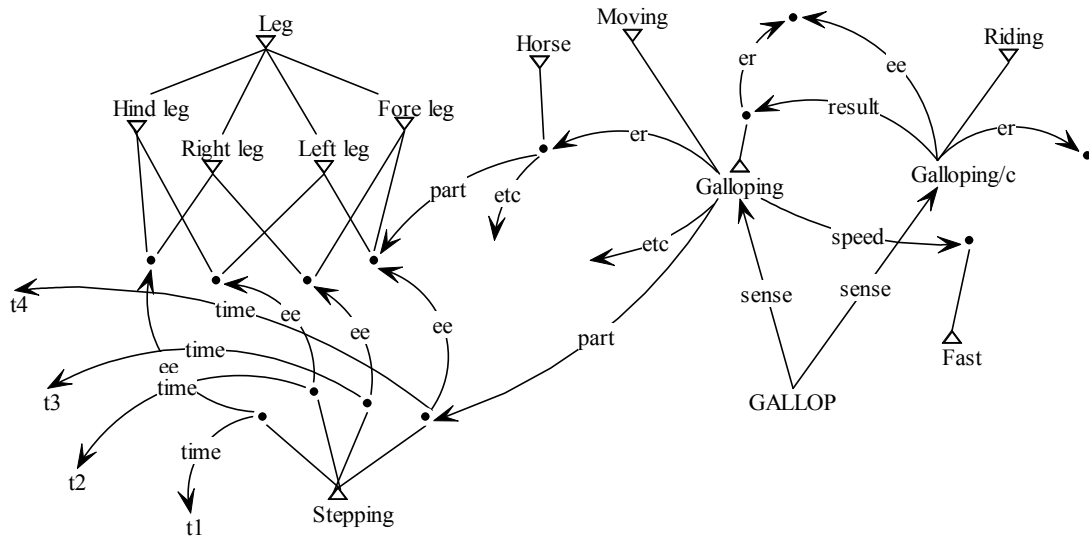 Leg
Moving
Horse
Riding
er
ee
Hind leg
Fore leg
result
Right leg
Left leg
er
er
part
etc
Galloping
Galloping/c
etc
speed
t4
time
ee
ee
ee
sense
sense
part
time
ee
Fast
t3
time
GALLOP
time
t2
Stepping
t1